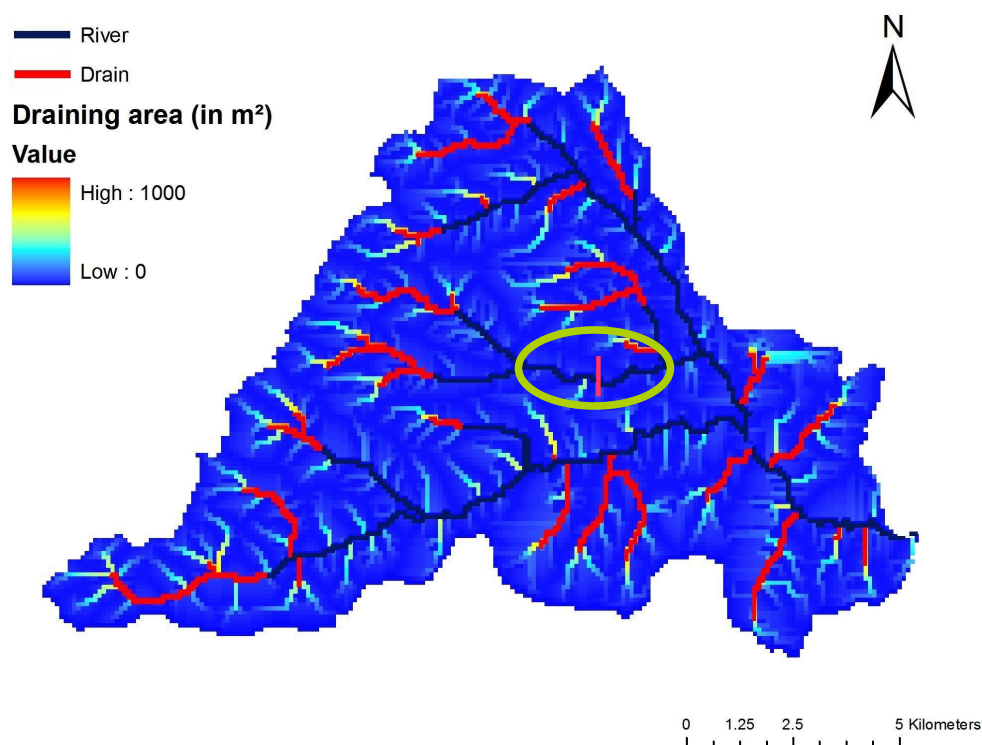 River
Drain
Draining area (in m²)
Value
High : 1000
Low : 0
N
0 1.25 2.5 5 Kilometers